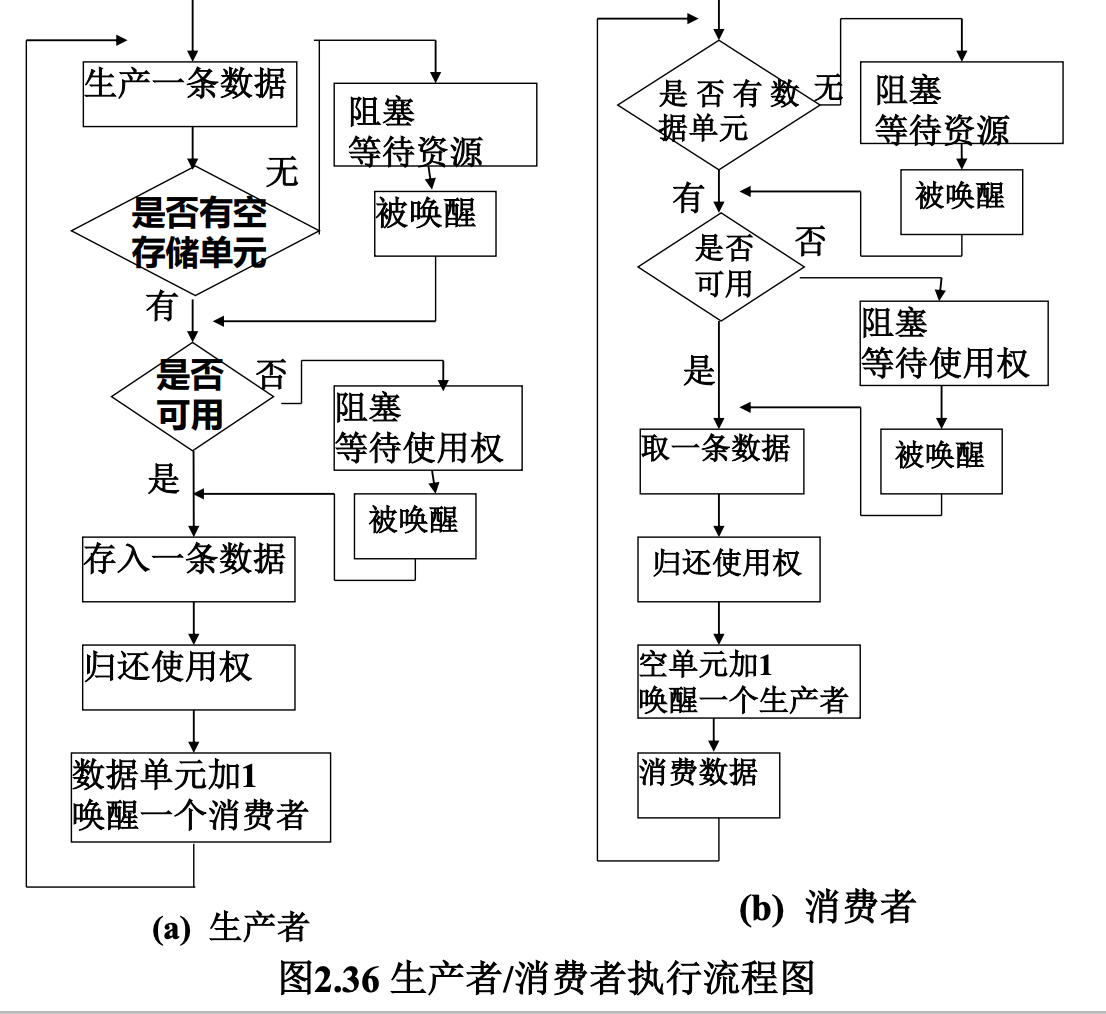 生产一条数据
无
阻塞
等待资源
被唤醒
是否有空
存储单元
有
是否
可用
否
阻塞
等待使用权
被唤醒
是
存入一条数据
归还使用权
数据单元加1
唤醒一个消费者
(a) 生产者
是否有数
据单元
无
阻塞
等待资源
被唤醒
有
是否
可用
否
阻塞
等待使用权
被唤醒
是
取一条数据
归还使用权
空单元加1
唤醒一个生产者
消费数据
(b) 消费者
图2.36 生产者/消费者执行流程图